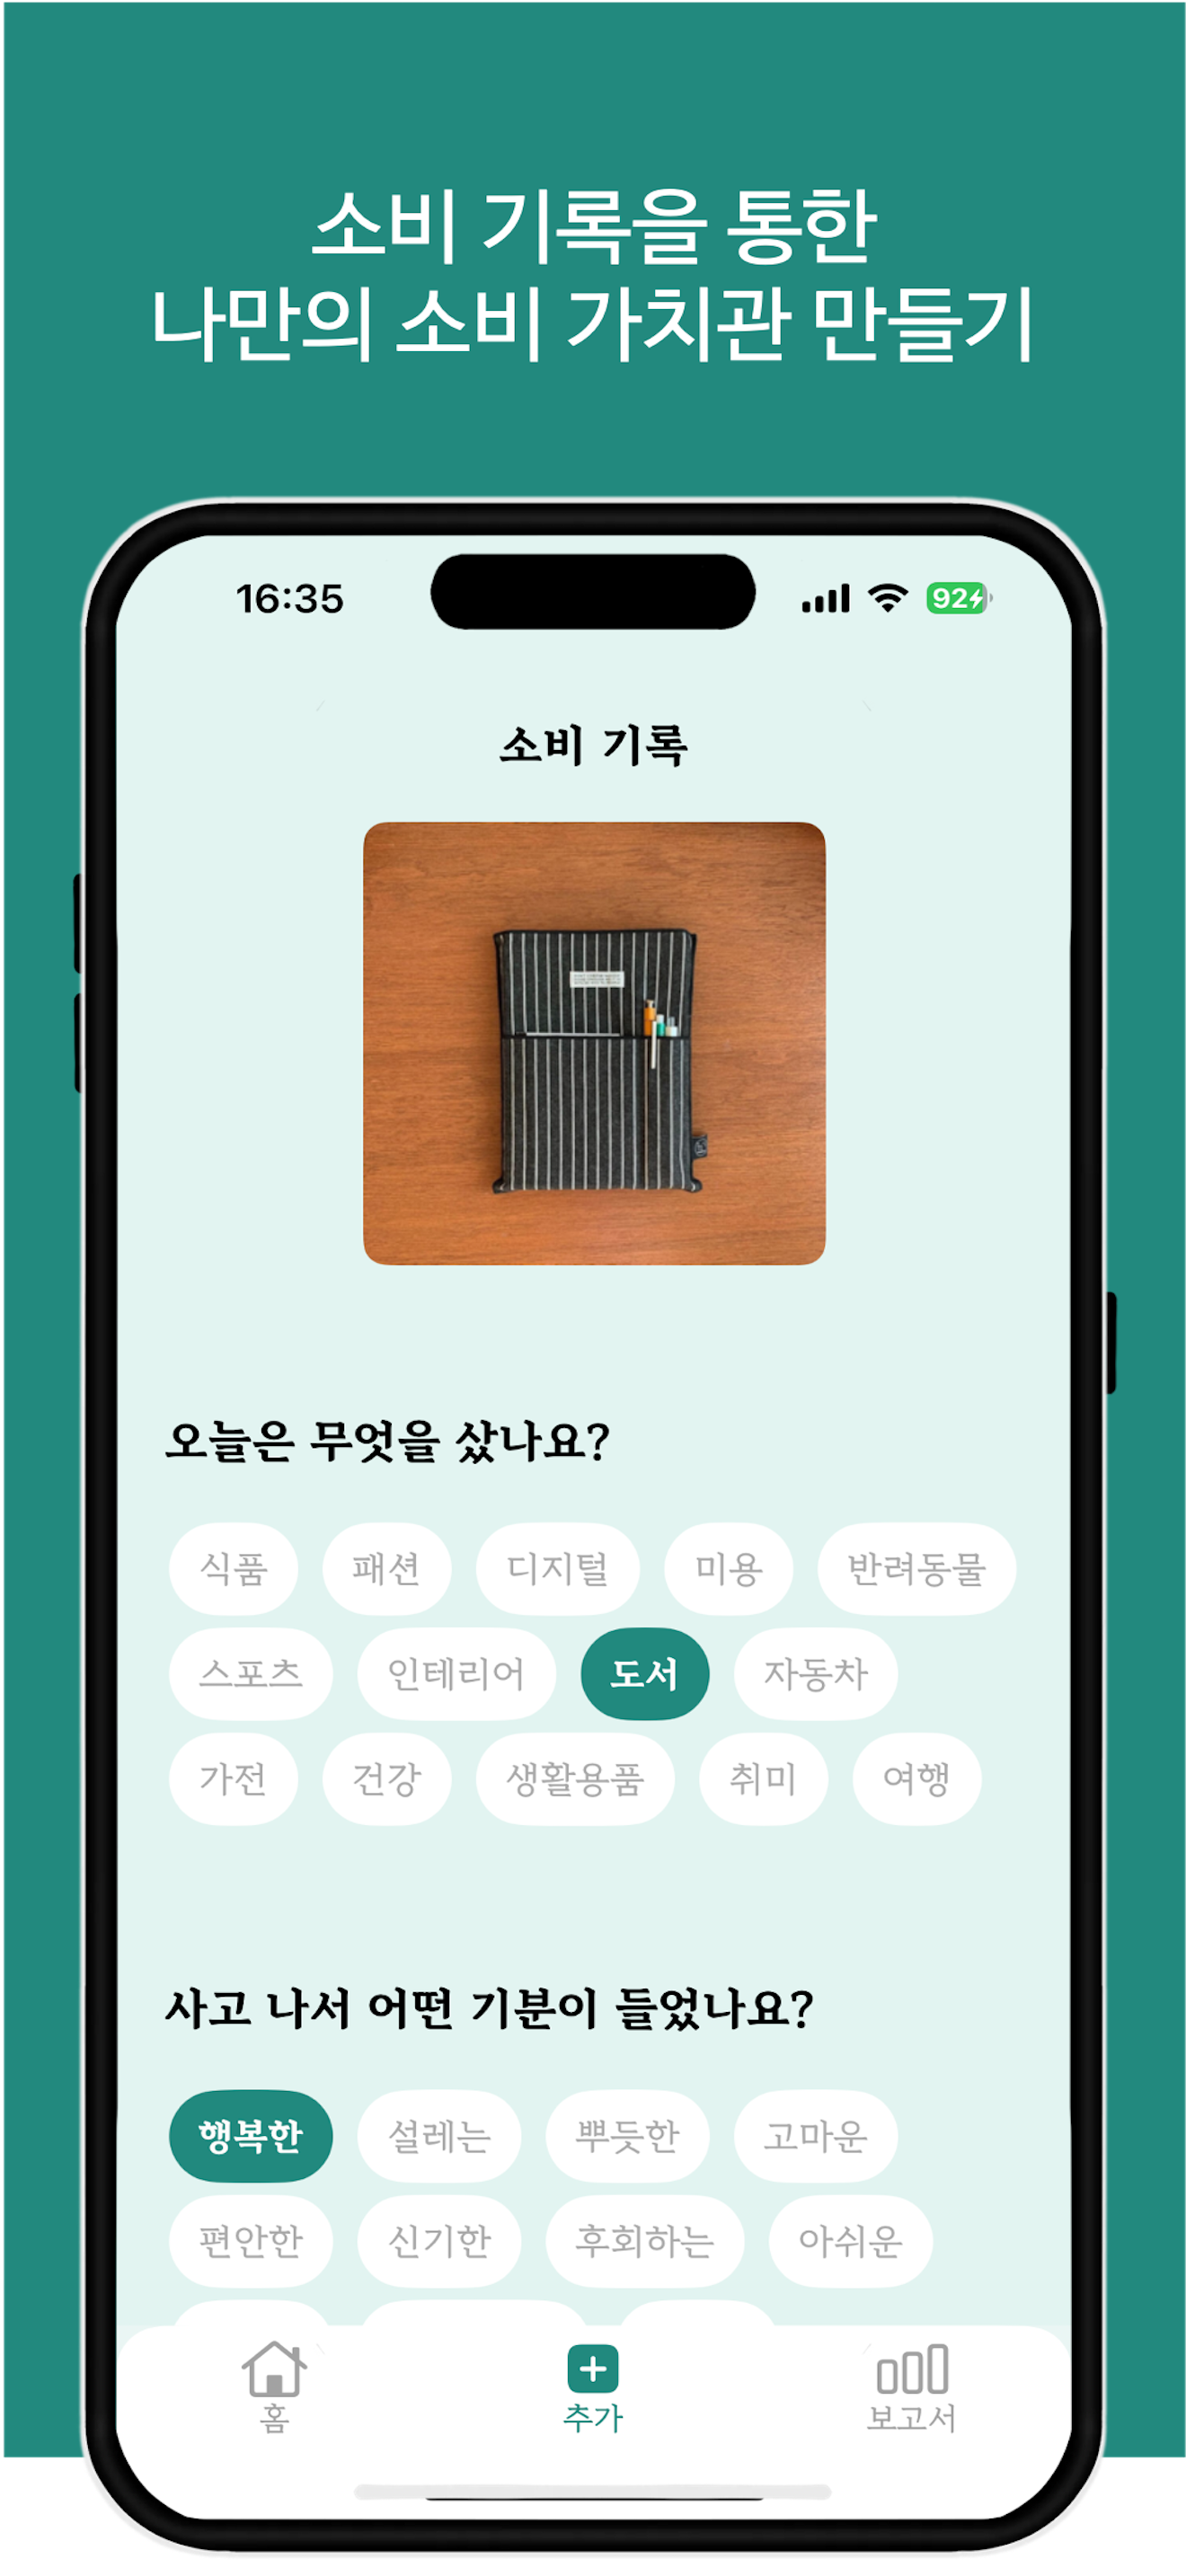 소비 기록을 통한
나만의 소비 가치관 만들기
16:35 92
소비 기록
오늘은 무엇을 샀나요?
식품 패션 디지털 미용 반려동물
스포츠 인테리어 도서 자동차
가전 건강 생활용품 취미 여행
사고 나서 어떤 기분이 들었나요?
행복한 설레는 뿌듯한 고마운
편안한 신기한 후회하는 아쉬운
홈 추가 보고서